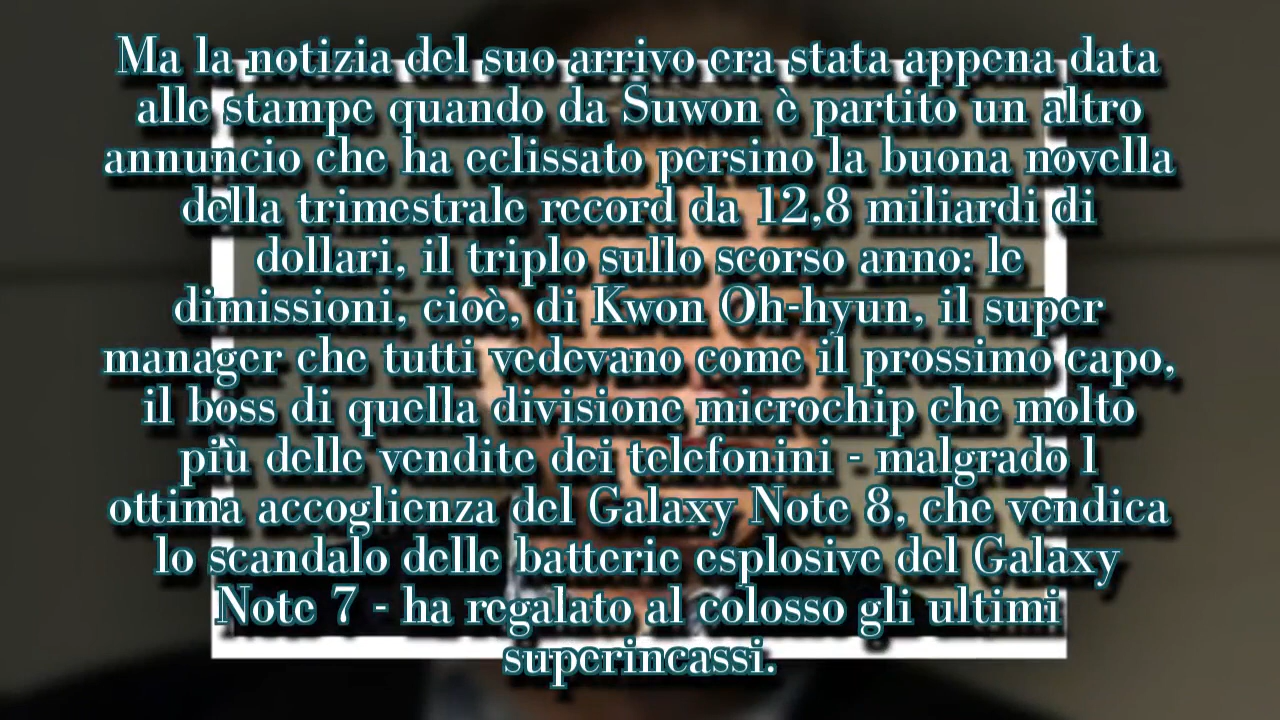 Ma la notizia del suo arrivo era stata appena data
alle stampe quando da Suwon è partito un altro
annuncio che ha eclissato persino la buona novella
della trimestrale record da 12,8 miliardi di
dollari, il triplo sullo scorso anno: le
dimissioni, cioè, di Kwon Oh-hyun, il super
manager che tutti vedevano come il prossimo capo,
il boss di quella divisione microchip che molto
più delle vendite dei telefonini - malgrado l
ottima accoglienza del Galaxy Note 8, che vendica
lo scandalo delle batterie esplosive del Galaxy
Note 7 - ha regalato al colosso gli ultimi
superincassi.